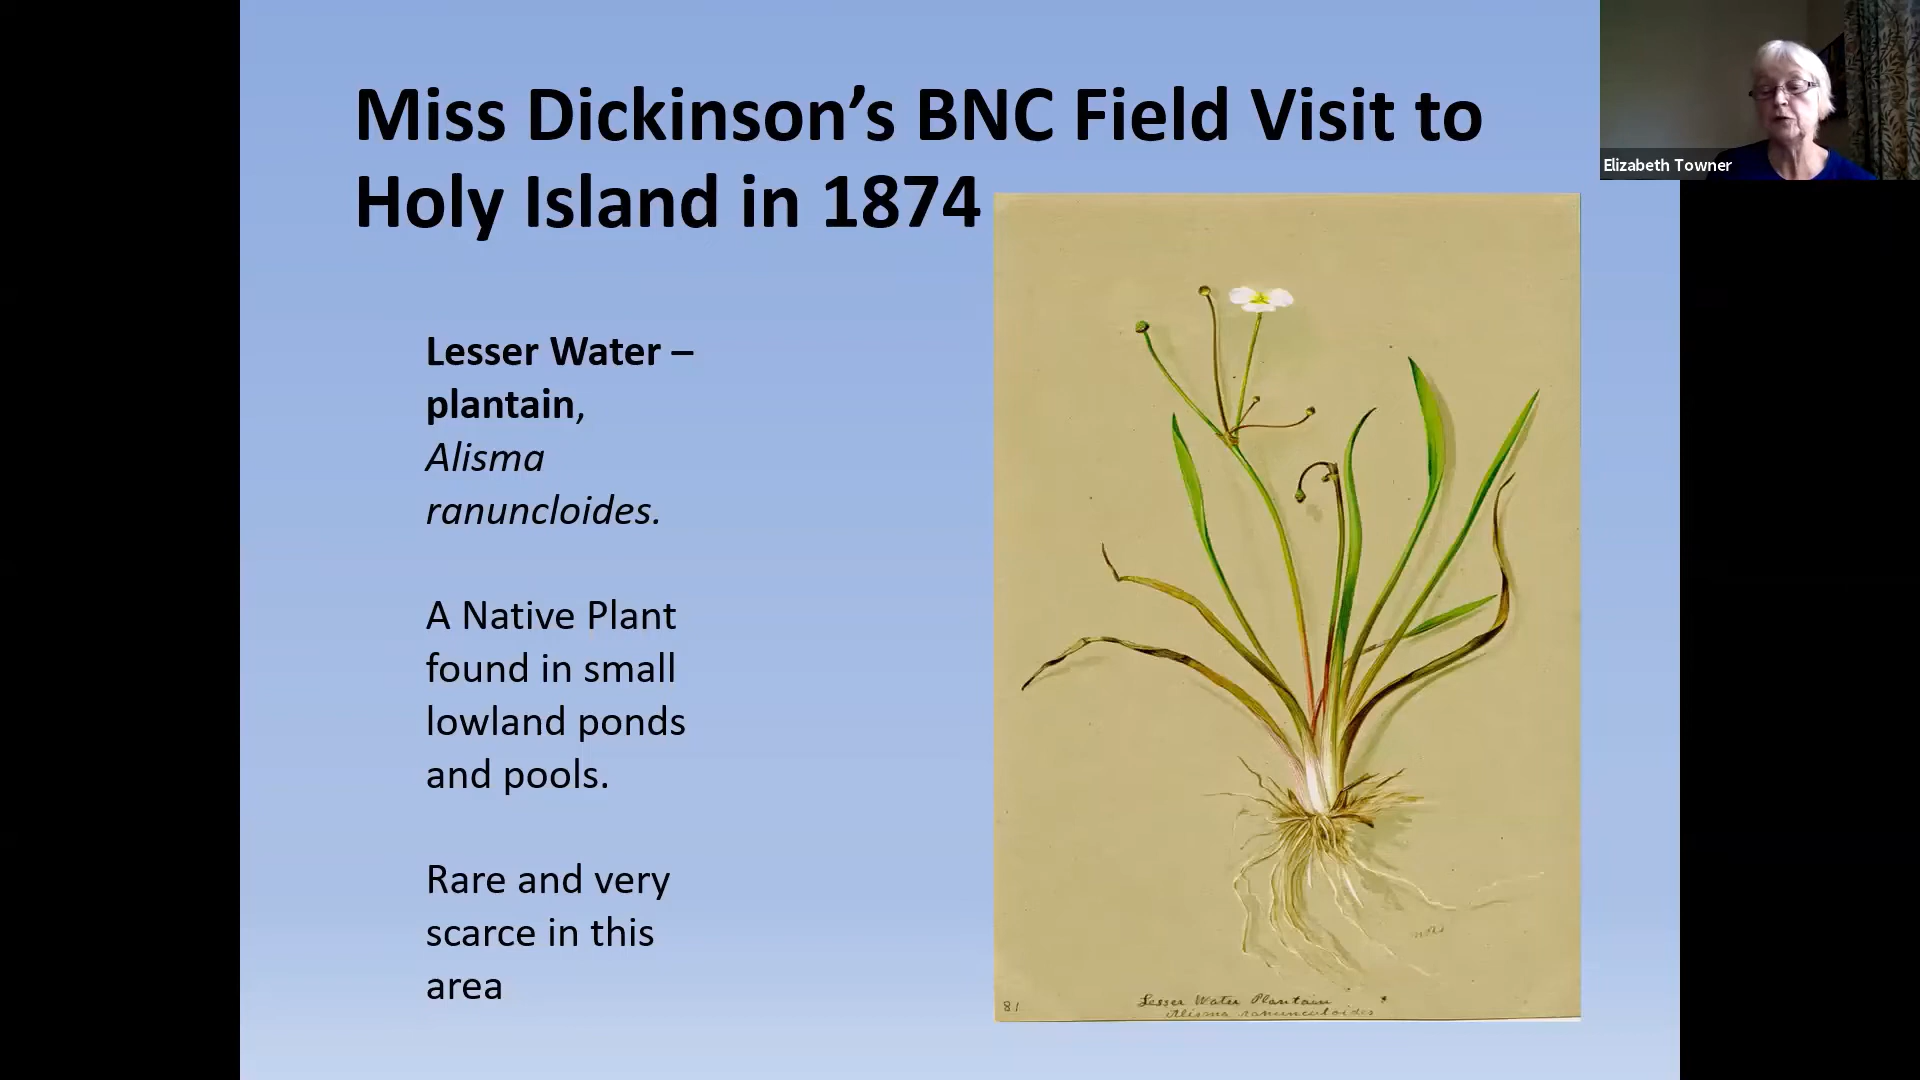 Miss Dickinson’s BNC Field Visit to
Holy Island in 1874
Elizabeth Towner
Lesser Water –
plantain,
Alisma
ranuncloides.
A Native Plant
found in small
lowland ponds
and pools.
Rare and very
scarce in this
area
81
Lesser Water Plantain
Alisma ranunculoides